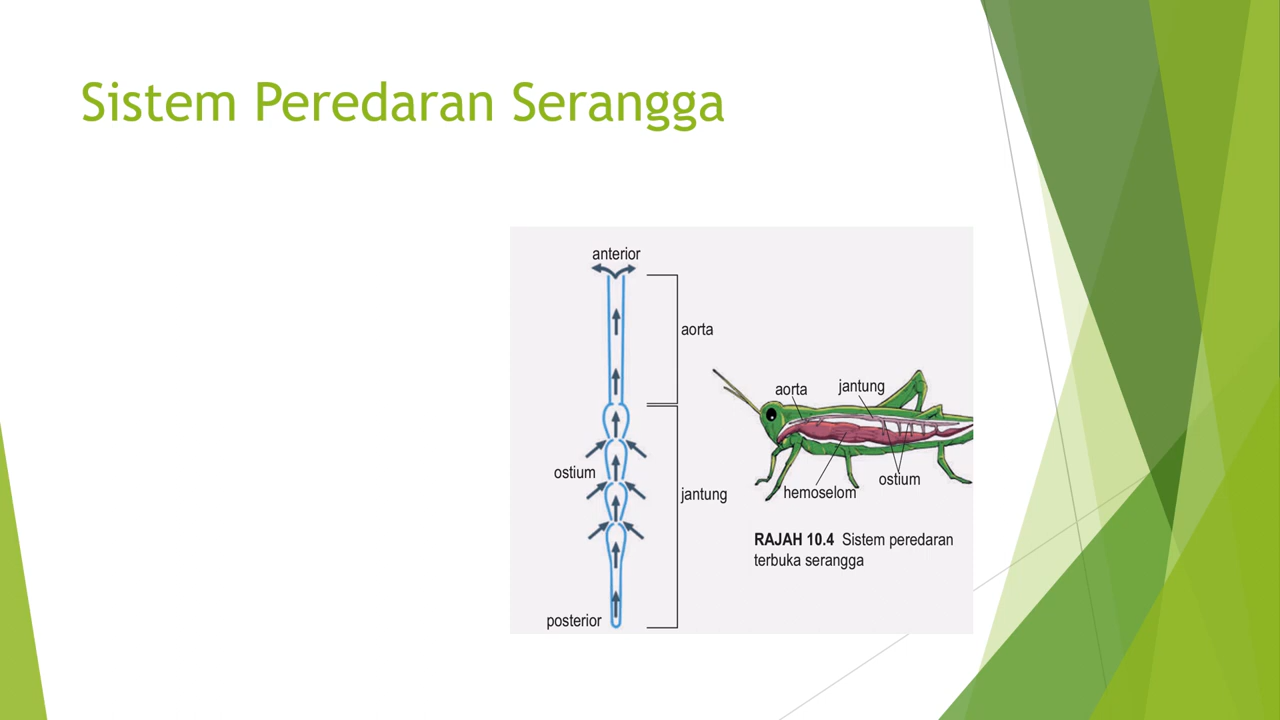 Sistem Peredaran Serangga
anterior
aorta
ostium
jantung
posterior
aorta
jantung
hemoselom
ostium
RAJAH 10.4 Sistem peredaran
terbuka serangga